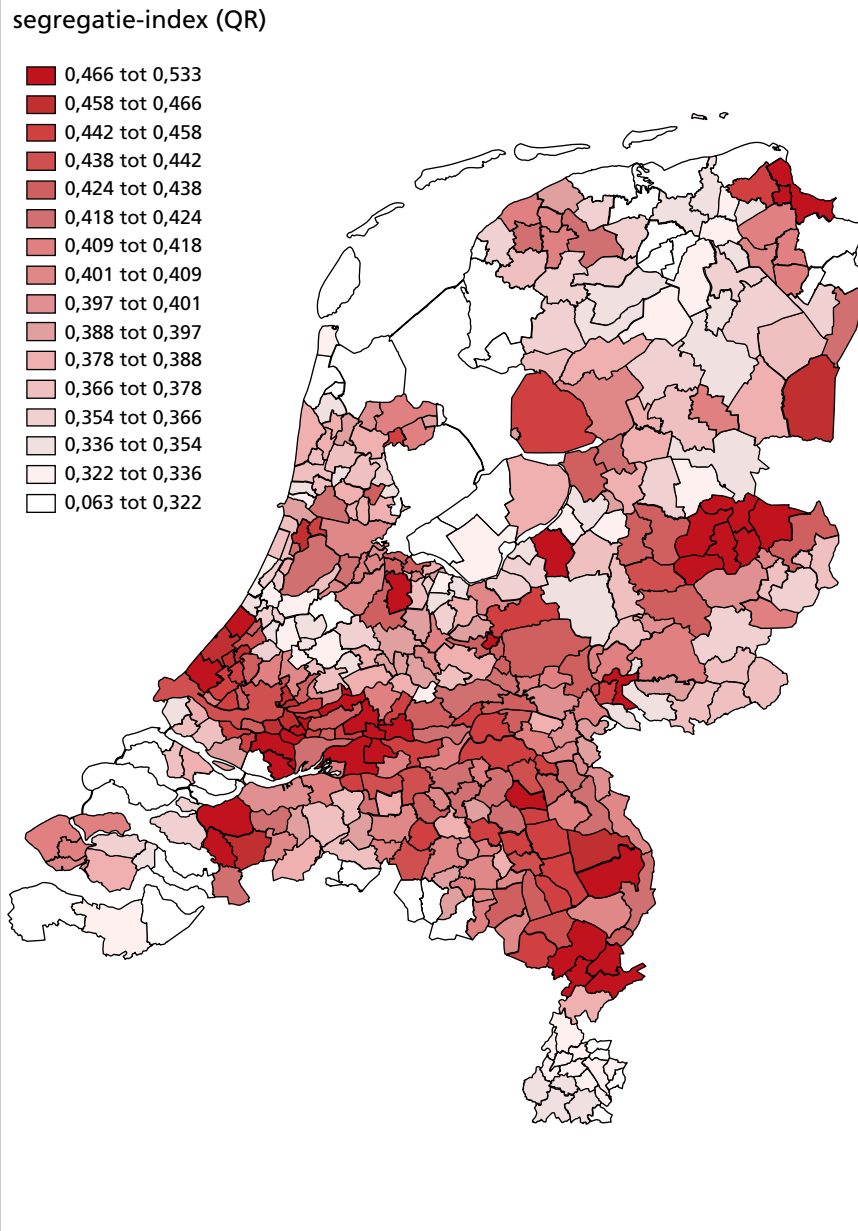 segregatie-index (QR)
0,466 tot 0,533
0,458 tot 0,466
0,442 tot 0,458
0,438 tot 0,442
0,424 tot 0,438
0,418 tot 0,424
0,409 tot 0,418
0,401 tot 0,409
0,397 tot 0,401
0,388 tot 0,397
0,378 tot 0,388
0,366 tot 0,378
0,354 tot 0,366
0,336 tot 0,354
0,322 tot 0,336
0,063 tot 0,322